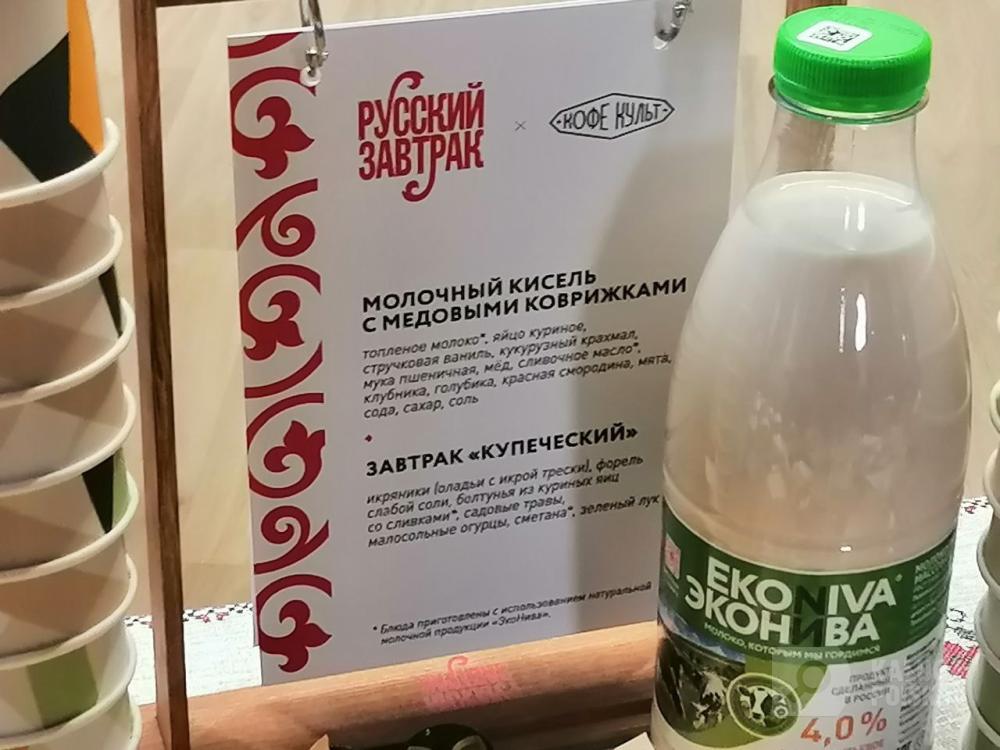 РУССКИЙ
ЗАВТРАК
×
КОФЕ КУЛЬТ
МОЛОЧНЫЙ КИСЕЛЬ
С МЕДОВЫМИ КОВРИЖКАМИ
топленое молоко*, яйцо куриное,
стручковая ваниль, кукурузный крахмал,
мука пшеничная, мёд, сливочное масло*,
клубника, голубика, красная смородина, мята,
сода, сахар, соль
ЗАВТРАК «КУПЕЧЕСКИЙ»
икряники (оладьи с икрой трески), форель
слабой соли, болтунья из куриных яиц
со сливками*, садовые травы,
малосольные огурцы, сметана*, зеленый лук
* Блюда приготовлены с использованием натуральной
молочной продукции «ЭкоНива».
EKONIVA®
ЭКОНИВА
МОЛОКО, КОТОРЫМ МЫ ГОРДИМСЯ
ПРОДУКТ
СДЕЛАННЫЙ
В РОССИИ
4,0 %